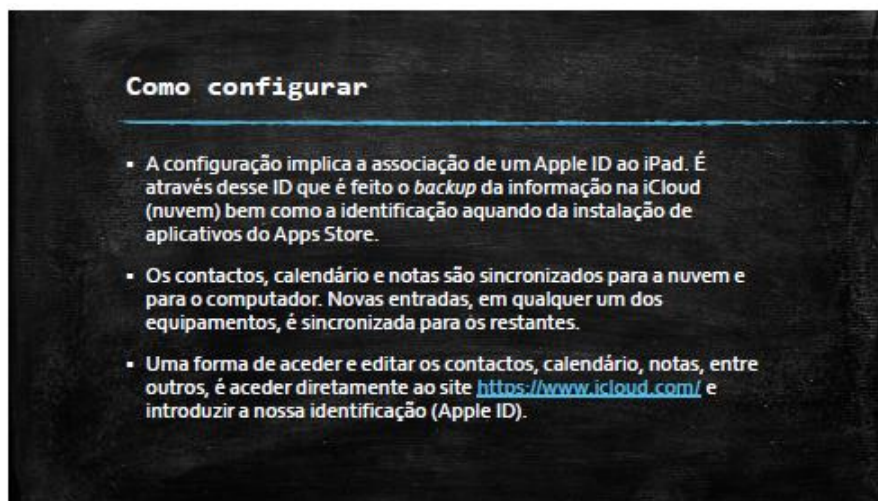 Como configurar
▪ A configuração implica a associação de um Apple ID ao iPad. É
através desse ID que é feito o backup da informação na iCloud
(nuvem) bem como a identificação aquando da instalação de
aplicativos do Apps Store.
▪ Os contactos, calendário e notas são sincronizados para a nuvem e
para o computador. Novas entradas, em qualquer um dos
equipamentos, é sincronizada para os restantes.
▪ Uma forma de aceder e editar os contactos, calendário, notas, entre
outros, é aceder diretamente ao site https://www.icloud.com/ e
introduzir a nossa identificação (Apple ID).